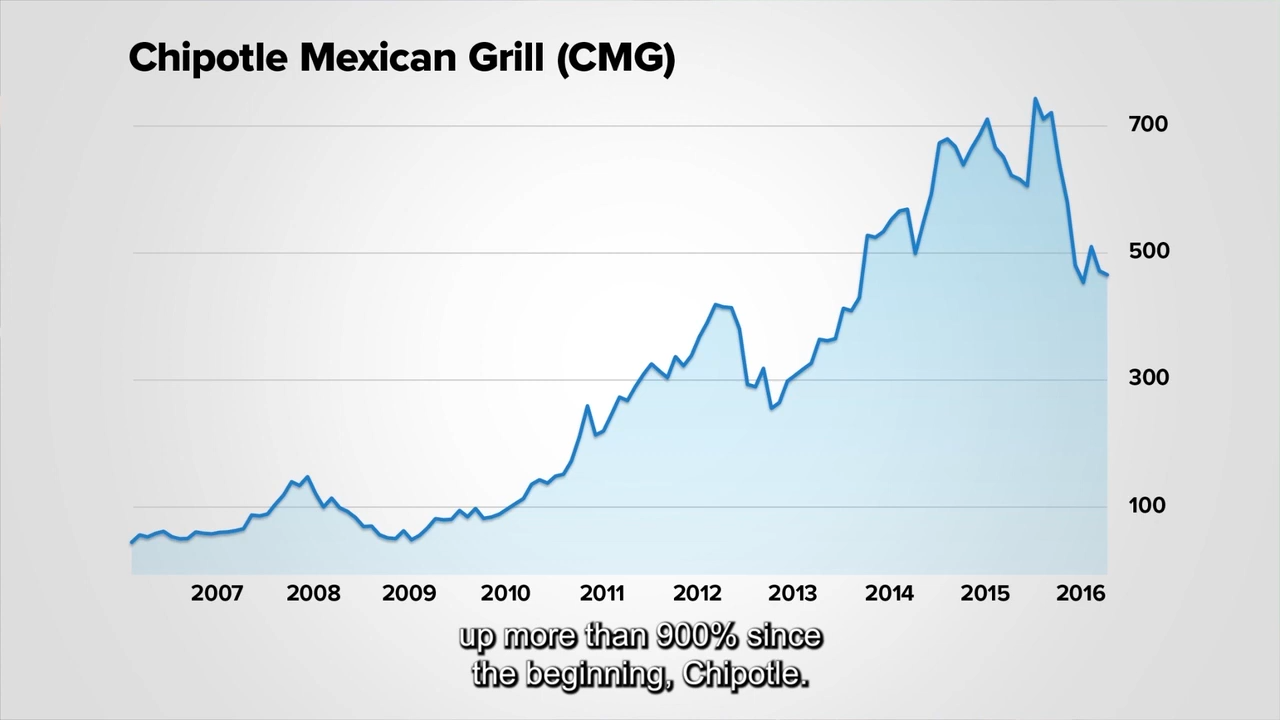 Chipotle Mexican Grill (CMG)
700
500
300
100
2007 2008 2009 2010 2011 2012 2013 2014 2015 2016
up more than 900% since
the beginning, Chipotle.